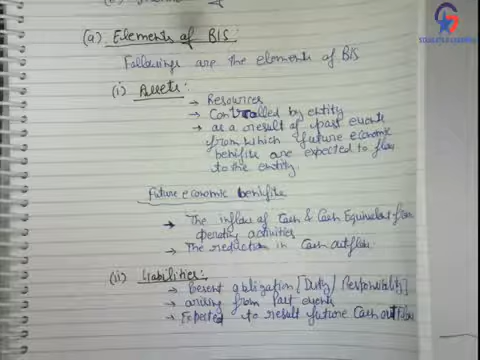 (a) Elements of B/S:
Followings are the elements of B/S
(i) Assets:
→ Resources
→ Controlled by entity
→ as a result of past events
from which future economic
benifits are expected to flow
to the entity.
Future economic benifits
→ The inflow of Cash & Cash Equivalent from
operating activities
→ The reduction in Cash outflow
(ii) Liabilities:
→ Present obligation [Duty/Responsibility]
→ arising from Past events
→ Expected to result future Cash outflow